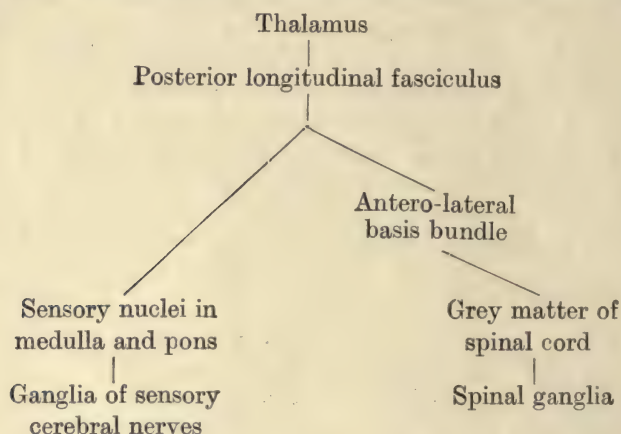 Thalamus
Posterior longitudinal fasciculus
Antero-lateral
basis bundle
Sensory nuclei in
medulla and pons
Ganglia of sensory
cerebral nerves
Grey matter of
spinal cord
Spinal ganglia